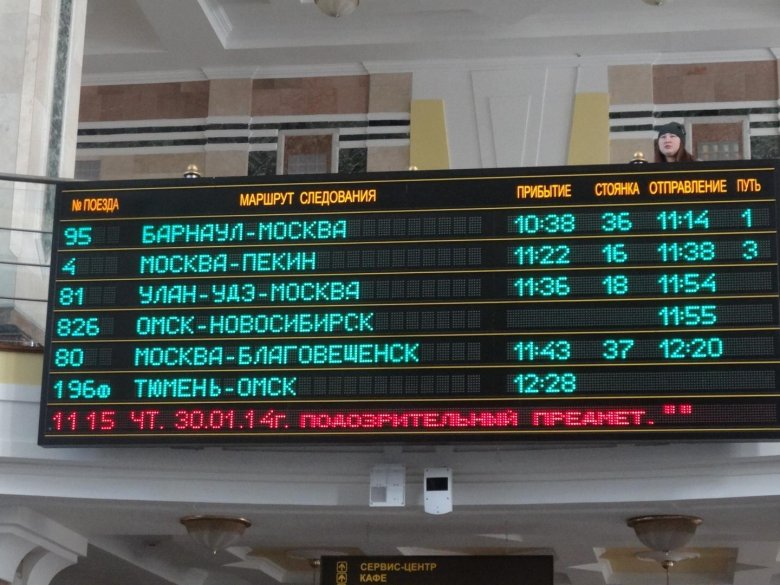 № ПОЕЗДА МАРШРУТ СЛЕДОВАНИЯ ПРИБЫТИЕ СТОЯНКА ОТПРАВЛЕНИЕ ПУТЬ
95 БАРНАУЛ-МОСКВА 10:38 36 11:14 1
4 МОСКВА-ПЕКИН 11:22 16 11:38 3
81 УЛАН-УДЭ-МОСКВА 11:36 18 11:54
826 ОМСК-НОВОСИБИРСК 11:55
80 МОСКВА-БЛАГОВЕЩЕНСК 11:43 37 12:20
196Ф ТЮМЕНЬ-ОМСК 12:28
11 15 ЧТ. 30.01.14г. ПОДОЗРИТЕЛЬНЫЙ ПРЕДМЕТ.""
СЕРВИС-ЦЕНТР
КАФЕ